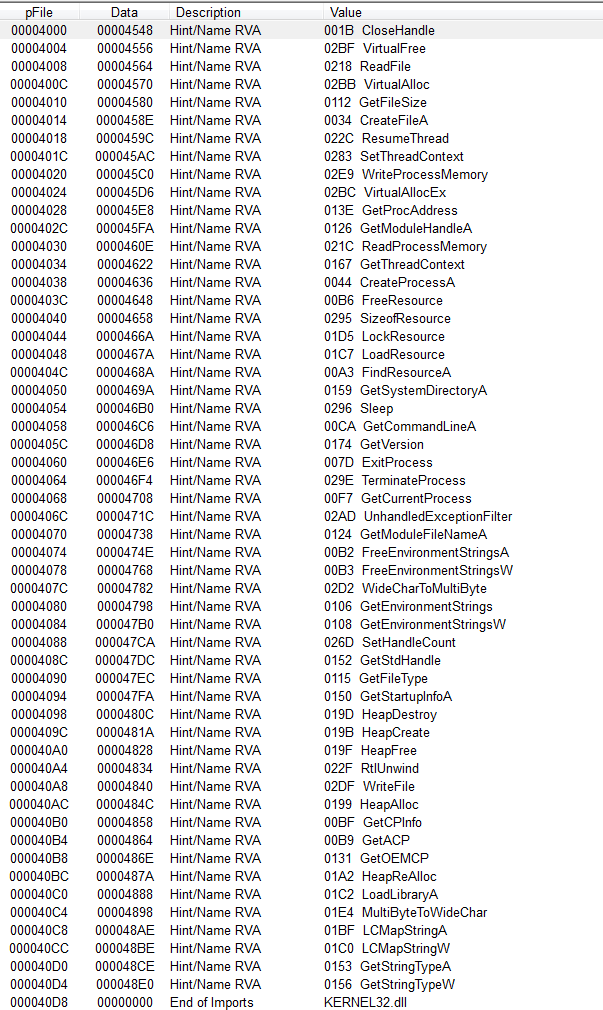 pFile Data Description Value
00004000 00004548 Hint/Name RVA 001B CloseHandle
00004004 00004556 Hint/Name RVA 02BF VirtualFree
00004008 00004564 Hint/Name RVA 0218 ReadFile
0000400C 00004570 Hint/Name RVA 02BB VirtualAlloc
00004010 00004580 Hint/Name RVA 0112 GetFileSize
00004014 0000458E Hint/Name RVA 0034 CreateFileA
00004018 0000459C Hint/Name RVA 022C ResumeThread
0000401C 000045AC Hint/Name RVA 0283 SetThreadContext
00004020 000045C0 Hint/Name RVA 02E9 WriteProcessMemory
00004024 000045D6 Hint/Name RVA 02BC VirtualAllocEx
00004028 000045E8 Hint/Name RVA 013E GetProcAddress
0000402C 000045FA Hint/Name RVA 0126 GetModuleHandleA
00004030 0000460E Hint/Name RVA 021C ReadProcessMemory
00004034 00004622 Hint/Name RVA 0167 GetThreadContext
00004038 00004636 Hint/Name RVA 0044 CreateProcessA
0000403C 00004648 Hint/Name RVA 00B6 FreeResource
00004040 00004658 Hint/Name RVA 0295 SizeofResource
00004044 0000466A Hint/Name RVA 01D5 LockResource
00004048 0000467A Hint/Name RVA 01C7 LoadResource
0000404C 0000468A Hint/Name RVA 00A3 FindResourceA
00004050 0000469A Hint/Name RVA 0159 GetSystemDirectoryA
00004054 000046B0 Hint/Name RVA 0296 Sleep
00004058 000046C6 Hint/Name RVA 00CA GetCommandLineA
0000405C 000046D8 Hint/Name RVA 0174 GetVersion
00004060 000046E6 Hint/Name RVA 007D ExitProcess
00004064 000046F4 Hint/Name RVA 029E TerminateProcess
00004068 00004708 Hint/Name RVA 00F7 GetCurrentProcess
0000406C 0000471C Hint/Name RVA 02AD UnhandledExceptionFilter
00004070 00004738 Hint/Name RVA 0124 GetModuleFileNameA
00004074 0000474E Hint/Name RVA 00B2 FreeEnvironmentStringsA
00004078 00004768 Hint/Name RVA 00B3 FreeEnvironmentStringsW
0000407C 00004782 Hint/Name RVA 02D2 WideCharToMultiByte
00004080 00004798 Hint/Name RVA 0106 GetEnvironmentStrings
00004084 000047B0 Hint/Name RVA 0108 GetEnvironmentStringsW
00004088 000047CA Hint/Name RVA 026D SetHandleCount
0000408C 000047DC Hint/Name RVA 0152 GetStdHandle
00004090 000047EC Hint/Name RVA 0115 GetFileType
00004094 000047FA Hint/Name RVA 0150 GetStartupInfoA
00004098 0000480C Hint/Name RVA 019D HeapDestroy
0000409C 0000481A Hint/Name RVA 019B HeapCreate
000040A0 00004828 Hint/Name RVA 019F HeapFree
000040A4 00004834 Hint/Name RVA 022F RtlUnwind
000040A8 00004840 Hint/Name RVA 02DF WriteFile
000040AC 0000484C Hint/Name RVA 0199 HeapAlloc
000040B0 00004858 Hint/Name RVA 00BF GetCPInfo
000040B4 00004864 Hint/Name RVA 00B9 GetACP
000040B8 0000486E Hint/Name RVA 0131 GetOEMCP
000040BC 0000487A Hint/Name RVA 01A2 HeapReAlloc
000040C0 00004888 Hint/Name RVA 01C2 LoadLibraryA
000040C4 00004898 Hint/Name RVA 01E4 MultiByteToWideChar
000040C8 000048AE Hint/Name RVA 01BF LCMapStringA
000040CC 000048BE Hint/Name RVA 01C0 LCMapStringW
000040D0 000048CE Hint/Name RVA 0153 GetStringTypeA
000040D4 000048E0 Hint/Name RVA 0156 GetStringTypeW
000040D8 00000000 End of Imports KERNEL32.dll